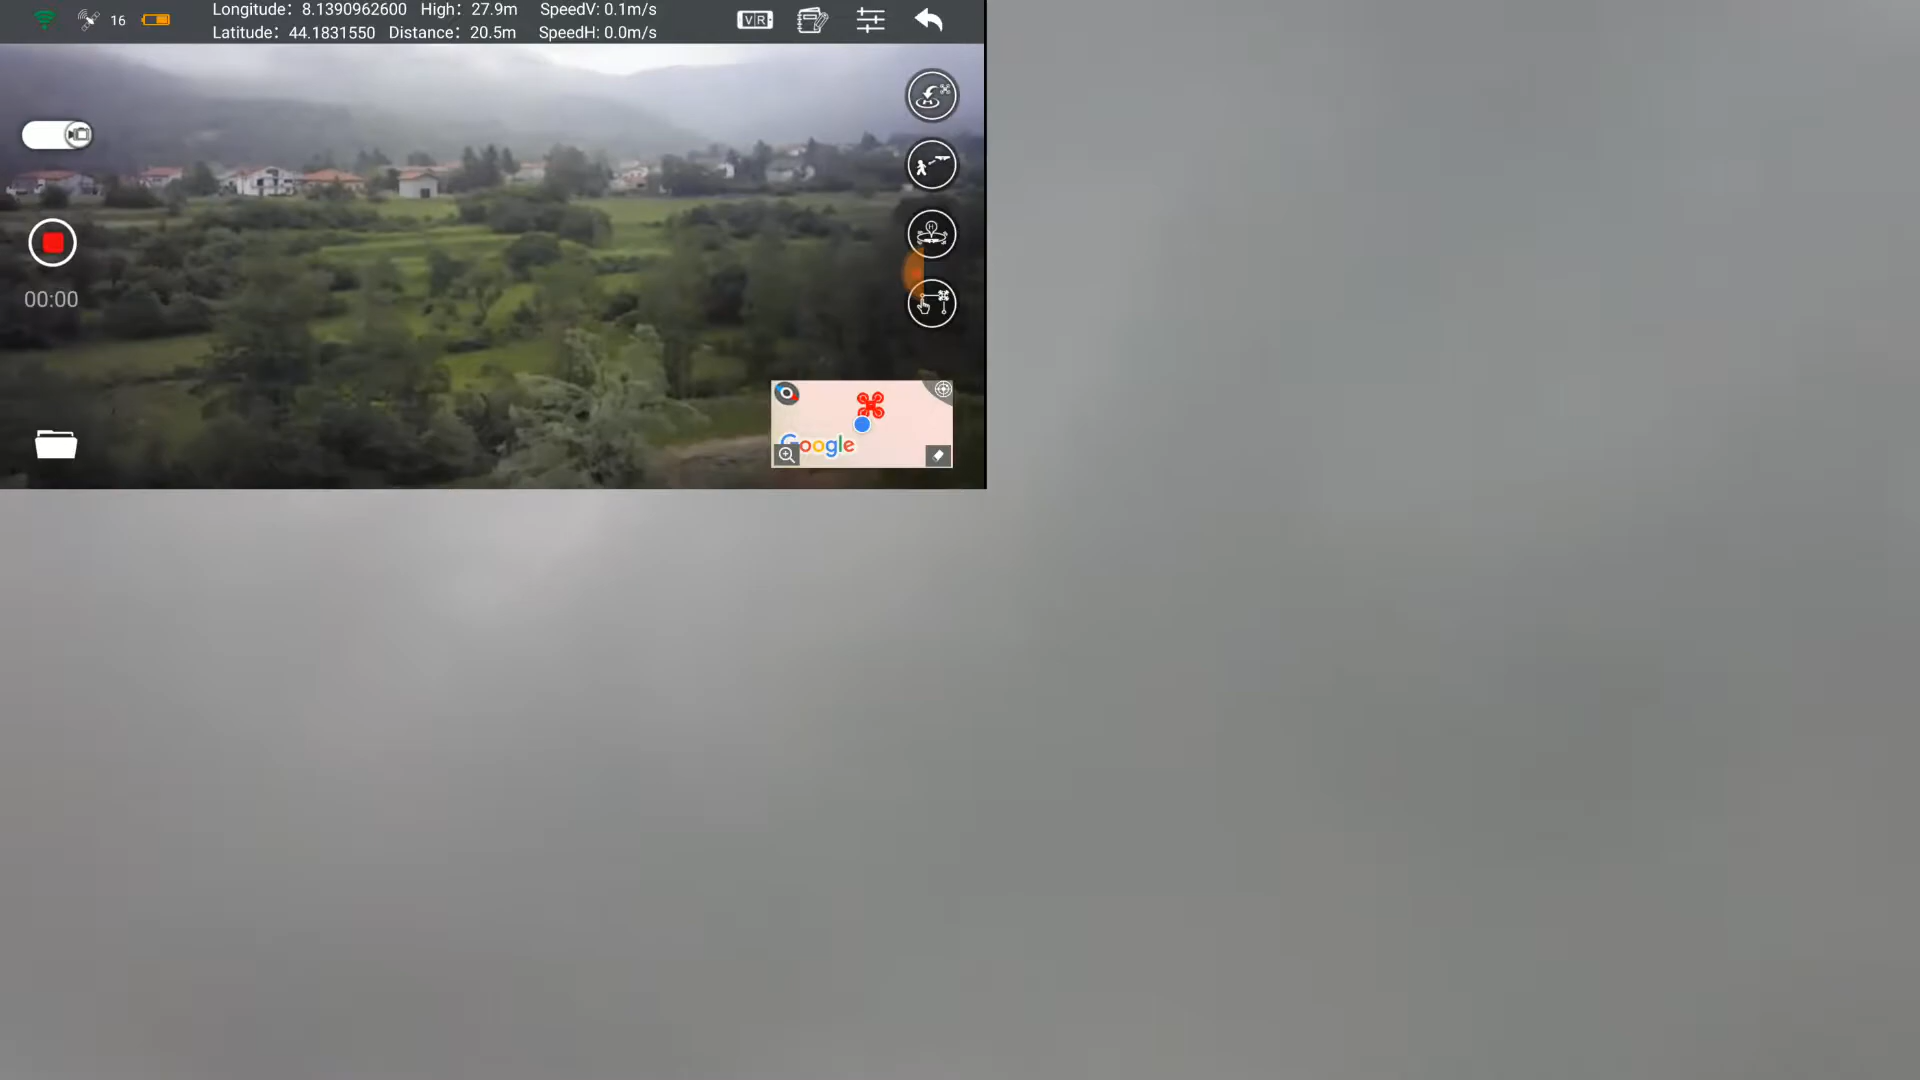 16
Longitude： 8.1390962600 High： 27.9m SpeedV: 0.1m/s
Latitude： 44.1831550 Distance： 20.5m SpeedH: 0.0m/s
VR
00:00
H
Google